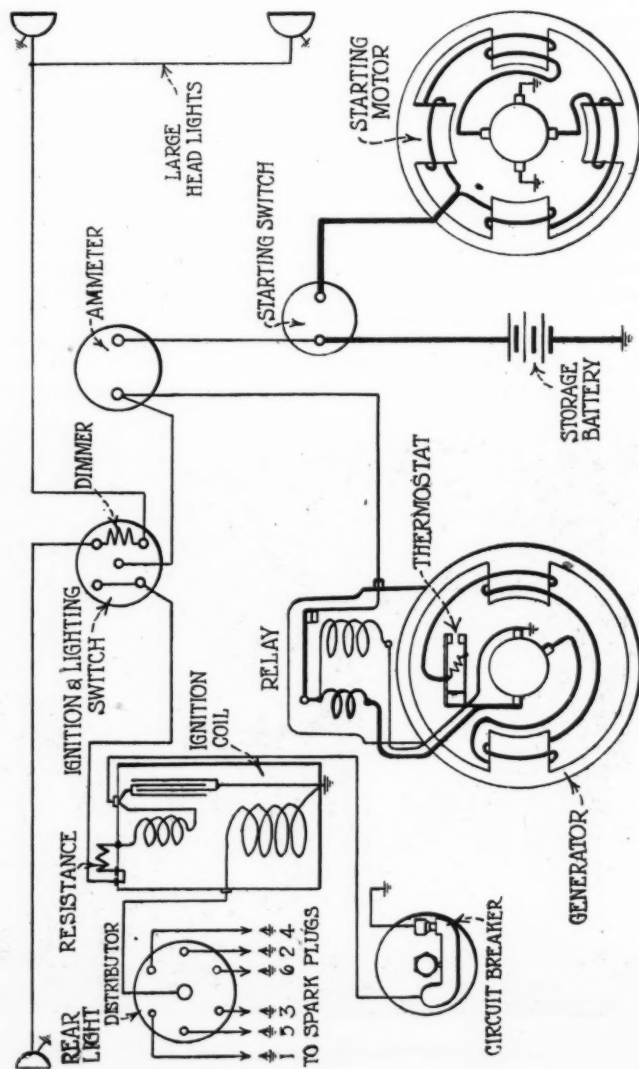 LARGE
HEAD LIGHTS
STARTING
MOTOR
AMMETER
STARTING SWITCH
DIMMER
STORAGE
BATTERY
IGNITION & LIGHTING
SWITCH
THERMOSTAT
RELAY
IGNITION
COIL
RESISTANCE
GENERATOR
REAR
LIGHT
DISTRIBUTOR
1 5 3 6 2 4
TO SPARK PLUGS
CIRCUIT BREAKER